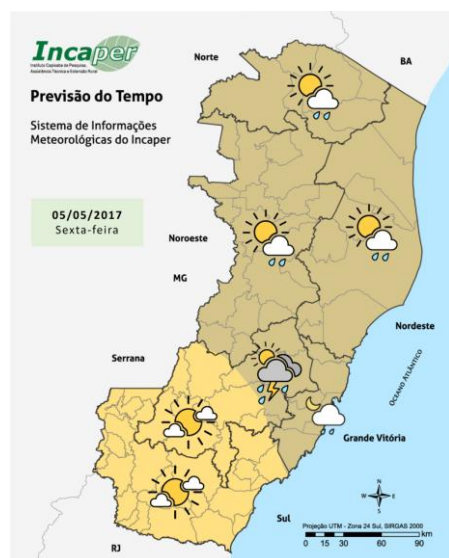 Incaper
Instituto Capixaba de Pesquisa,
Assistência Técnica e Extensão Rural
Previsão do Tempo
Sistema de Informações
Meteorológicas do Incaper
05/05/2017
Sexta-feira
Norte
BA
Noroeste
MG
Nordeste
Serrana
OCEANO ATLÂNTICO
Grande Vitória
Sul
RJ
N
W
E
S
Projeção UTM - Zona 24 Sul, SIRGAS 2000
km
0 15 30 60 90